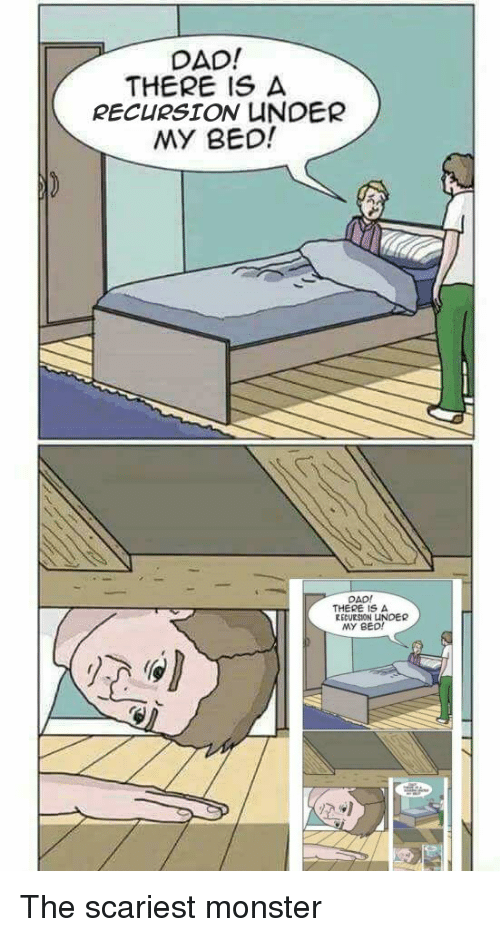 DAD!
THERE IS A
RECURSION UNDER
MY BED!
DAD!
THERE IS A
RECURSION UNDER
MY BED!
The scariest monster